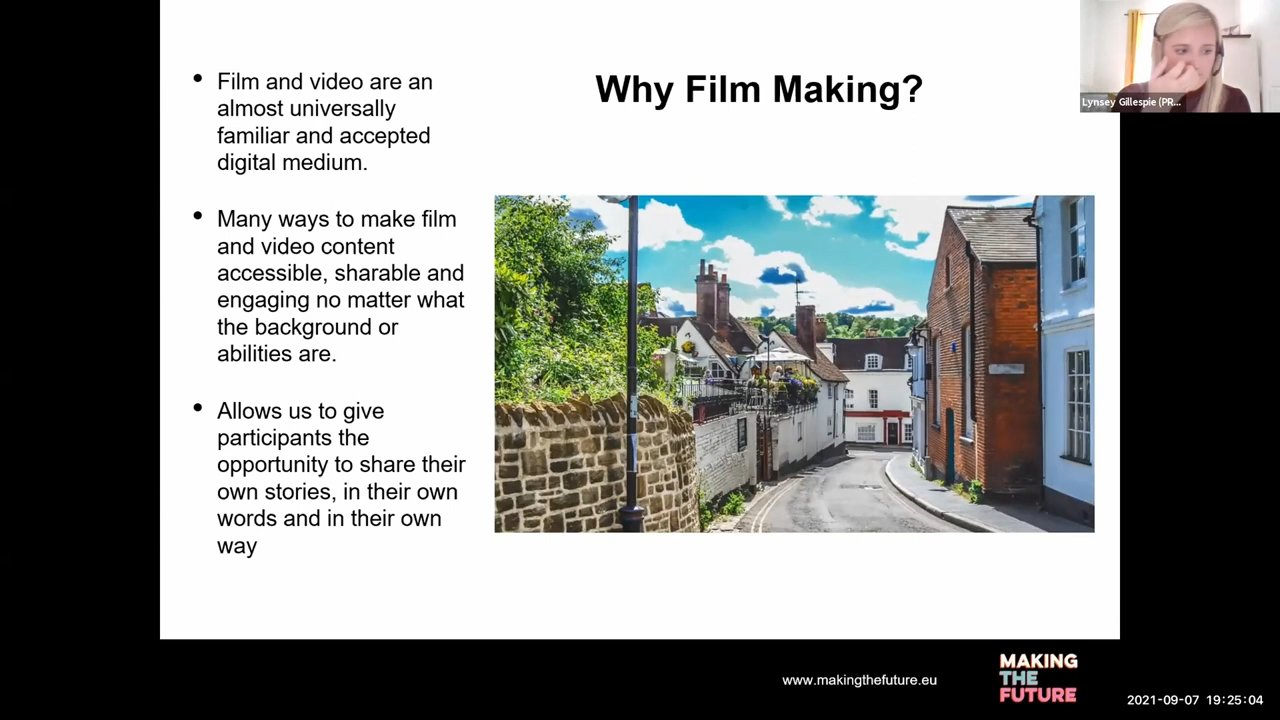 Why Film Making?
• Film and video are an
almost universally
familiar and accepted
digital medium.
• Many ways to make film
and video content
accessible, sharable and
engaging no matter what
the background or
abilities are.
• Allows us to give
participants the
opportunity to share their
own stories, in their own
words and in their own
way
Lynsey Gillespie (PR...
www.makingthefuture.eu
MAKING
THE
FUTURE
2021-09-07 19:25:04